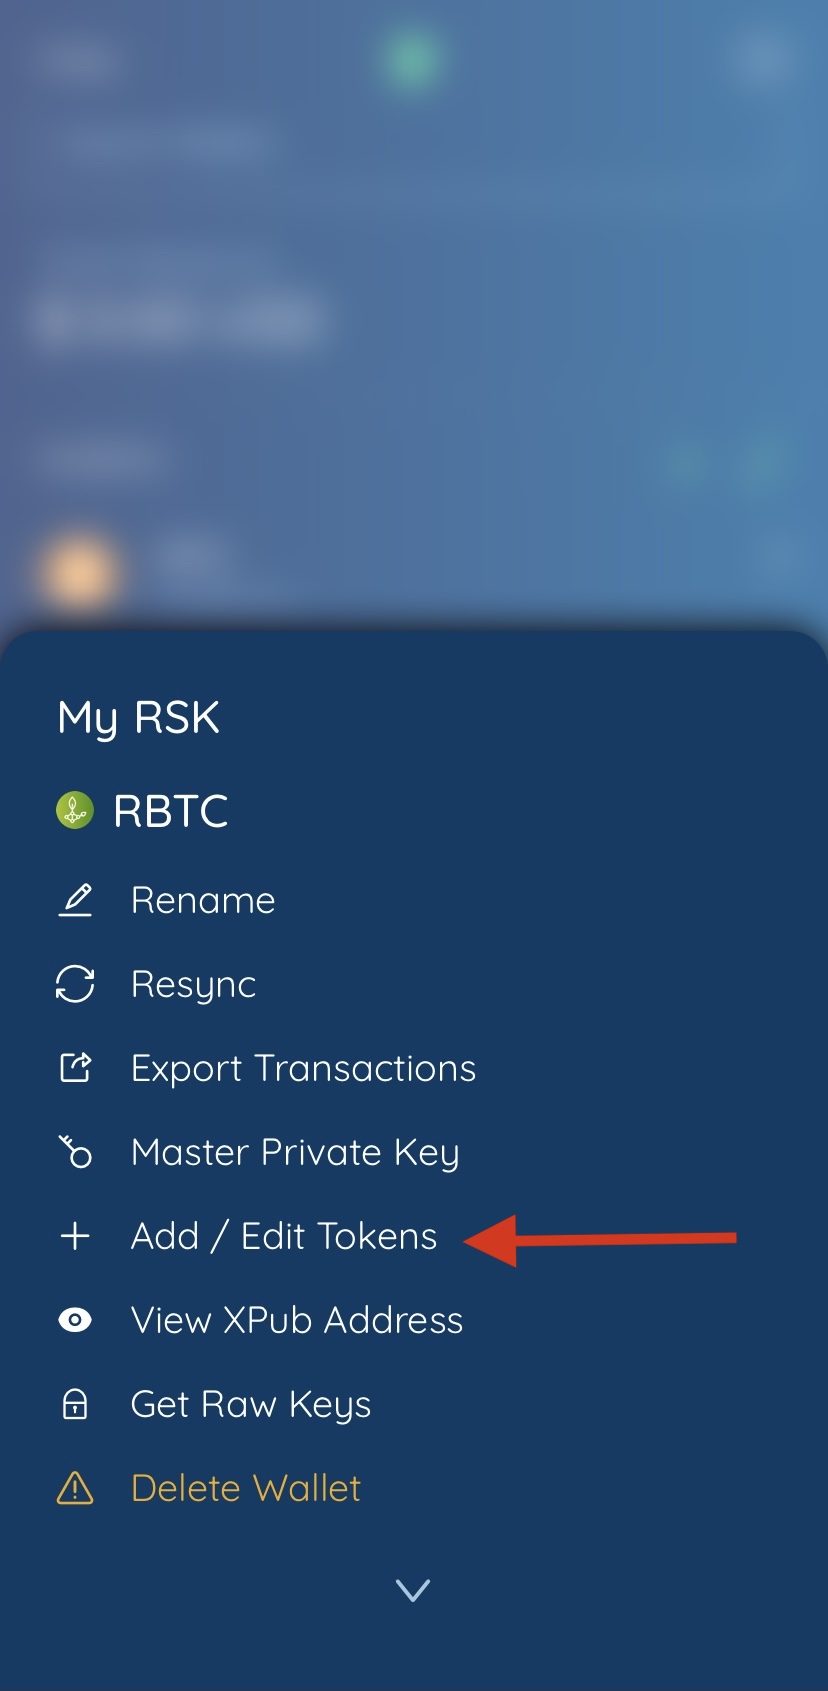 My RSK
RBTC
Rename
Resync
Export Transactions
Master Private Key
Add / Edit Tokens
View XPub Address
Get Raw Keys
Delete Wallet